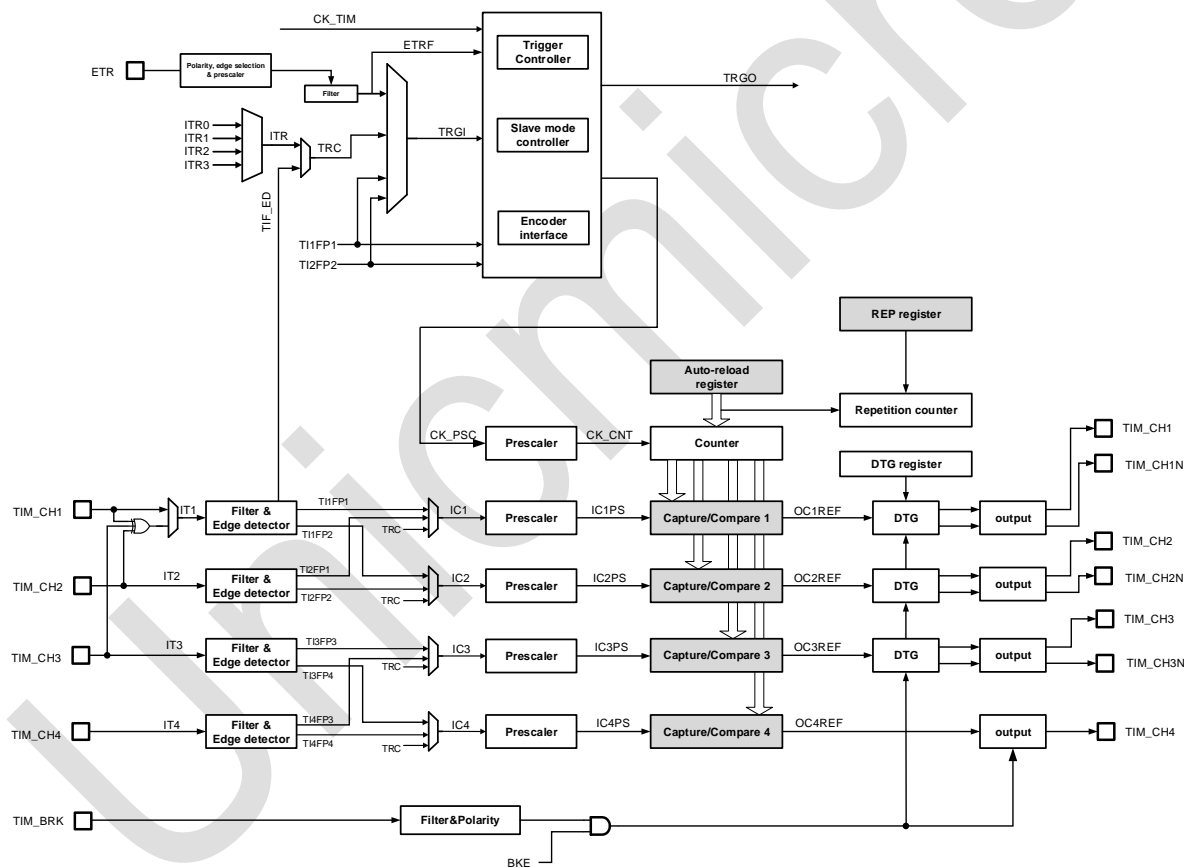 CK_TIM
ETRF
Trigger
Controller
ETR
Polarity, edge selection
& prescaler
Filter
TRGO
ITR0
ITR1
ITR2
ITR3
ITR
TRC
TRGI
Slave mode
controller
TIF_ED
Encoder
interface
TI1FP1
TI2FP2
REP register
Auto-reload
register
Repetition counter
CK_PSC
Prescaler
CK_CNT
Counter
DTG register
TIM_CH1
TIM_CH1N
TIM_CH1
IT1
Filter &
Edge detector
TI1FP1
TI1FP2
TRC
IC1
Prescaler
IC1PS
Capture/Compare 1
OC1REF
DTG
output
TIM_CH2
TIM_CH2N
TIM_CH2
IT2
Filter &
Edge detector
TI2FP1
TI2FP2
TRC
IC2
Prescaler
IC2PS
Capture/Compare 2
OC2REF
DTG
output
TIM_CH3
TIM_CH3N
TIM_CH3
IT3
Filter &
Edge detector
TI3FP3
TI3FP4
TRC
IC3
Prescaler
IC3PS
Capture/Compare 3
OC3REF
DTG
output
TIM_CH4
IT4
Filter &
Edge detector
TI4FP3
TI4FP4
TRC
IC4
Prescaler
IC4PS
Capture/Compare 4
OC4REF
output
TIM_CH4
TIM_BRK
Filter&Polarity
BKE
Unicmicro